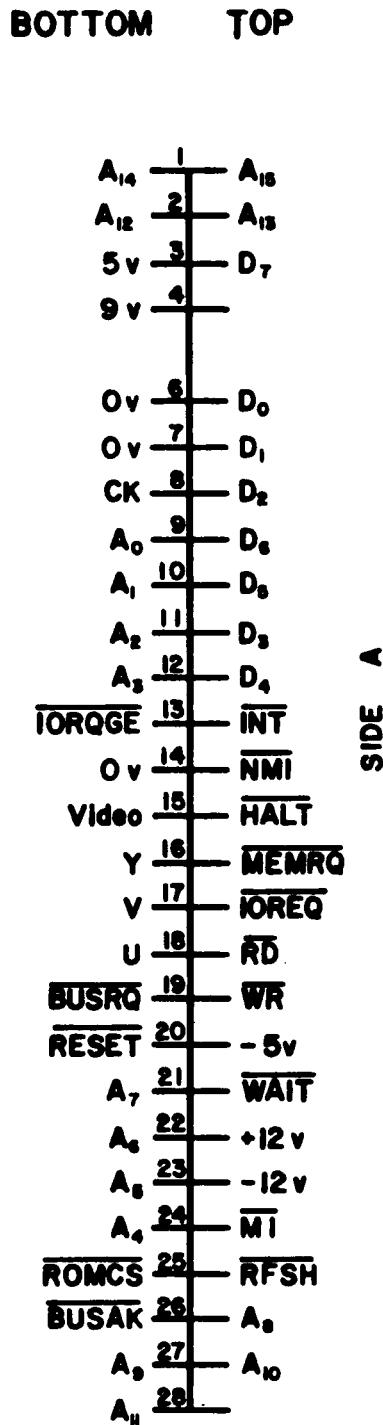 BOTTOM TOP
A₁₄ 1 A₁₅
A₁₂ 2 A₁₃
5 v 3 D₇
9 v 4
0 v 6 D₀
0 v 7 D₁
CK 8 D₂
A₀ 9 D₆
A₁ 10 D₅
A₂ 11 D₃
A₃ 12 D₄
IORQGE 13 INT
0 v 14 NMI
Video 15 HALT
Y 16 MEMRQ
V 17 IOREQ
U 18 RD
BUSRQ 19 WR
RESET 20 -5v
A₇ 21 WAIT
A₆ 22 +12 v
A₅ 23 -12 v
A₄ 24 M1
ROMCS 25 RFSH
BUSAK 26 A₈
A₉ 27 A₁₀
A₁₁ 28
SIDE A